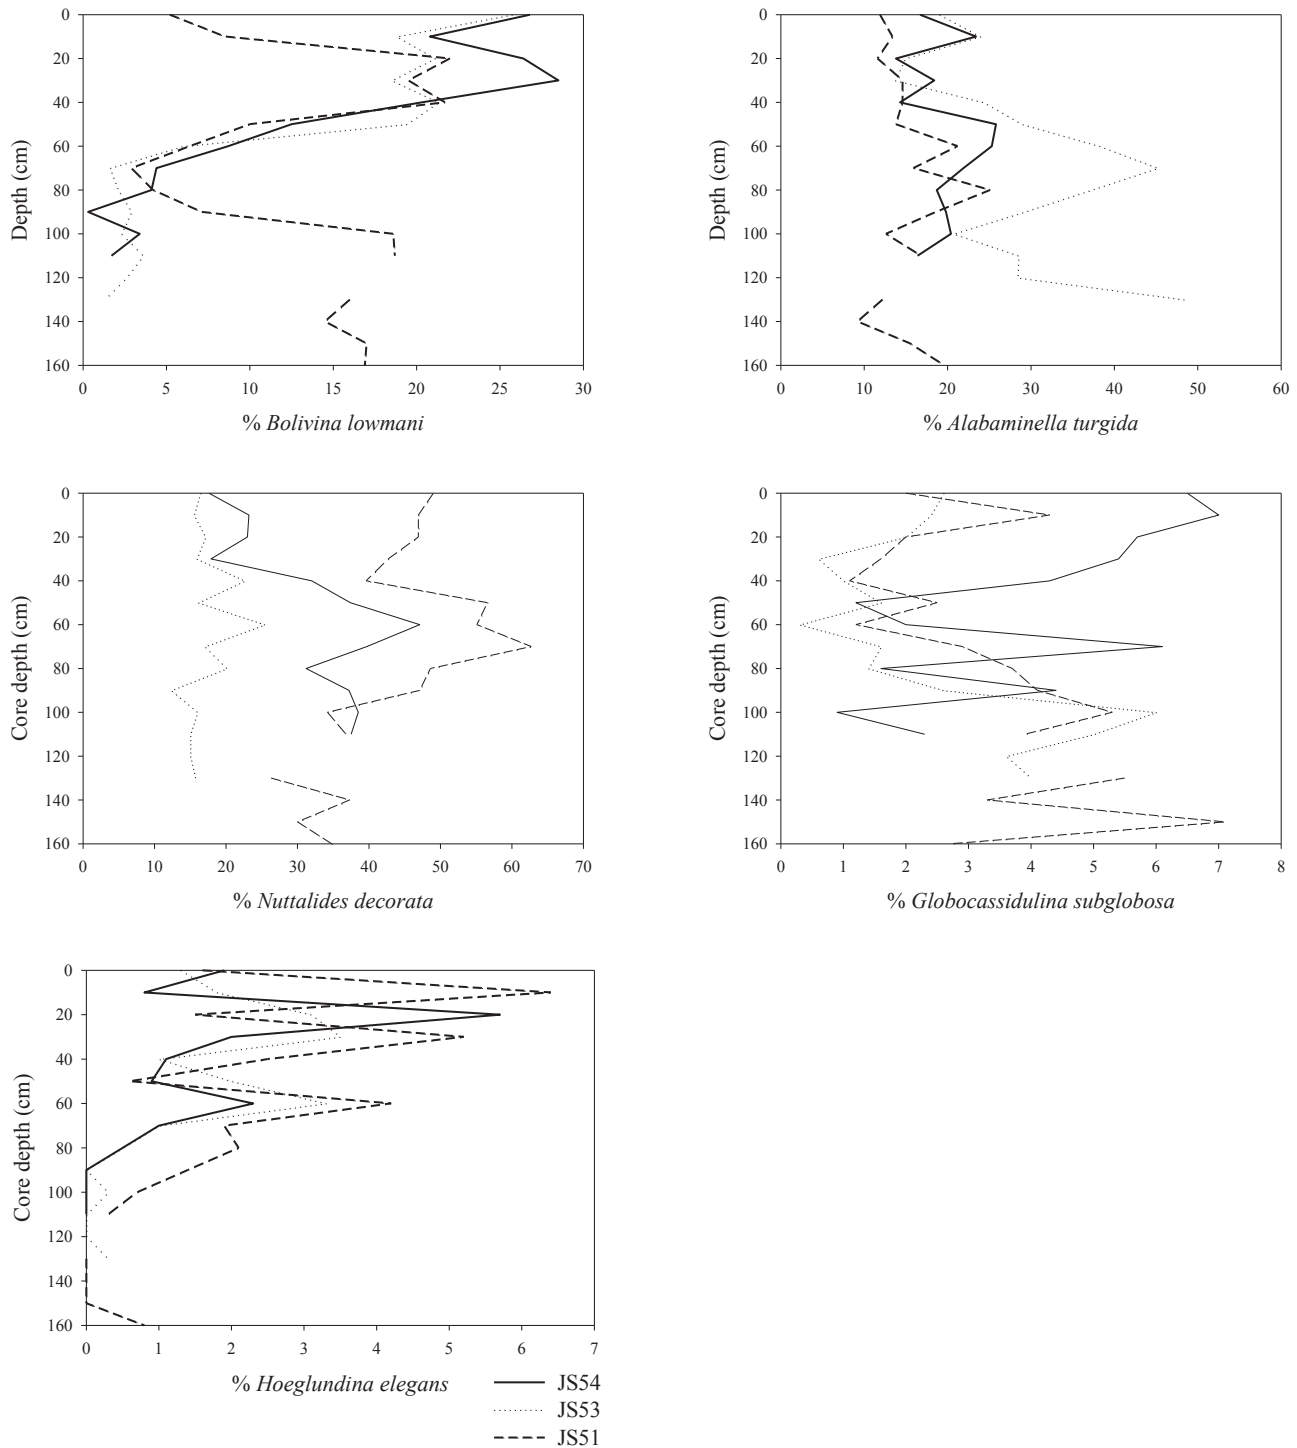 0
20
40
60
80
100
120
140
160
Depth (cm)
0 5 10 15 20 25 30
% Bolivina lowmani
0
20
40
60
80
100
120
140
160
Depth (cm)
0 10 20 30 40 50 60
% Alabaminella turgida
0
20
40
60
80
100
120
140
160
Core depth (cm)
0 10 20 30 40 50 60 70
% Nuttalides decorata
0
20
40
60
80
100
120
140
160
Core depth (cm)
0 1 2 3 4 5 6 7 8
% Globocassidulina subglobosa
0
20
40
60
80
100
120
140
160
Core depth (cm)
0 1 2 3 4 5 6 7
% Hoeglundina elegans
JS54
JS53
JS51